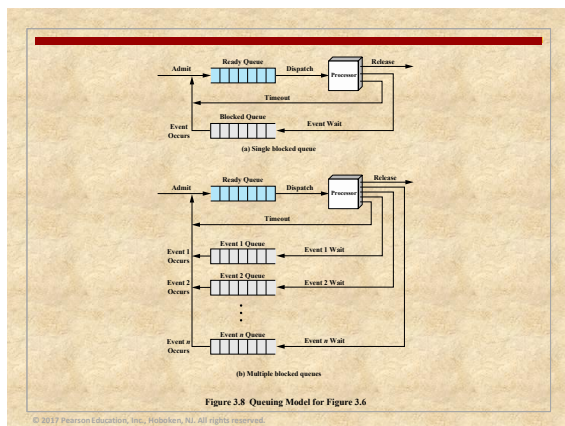 Ready Queue
Release
Admit
Dispatch
Processor
Timeout
Blocked Queue
Event
Occurs
Event Wait
(a) Single blocked queue
Ready Queue
Release
Admit
Dispatch
Processor
Timeout
Event 1 Queue
Event 1
Occurs
Event 1 Wait
Event 2 Queue
Event 2
Occurs
Event 2 Wait
Event n Queue
Event n
Occurs
Event n Wait
(b) Multiple blocked queues
Figure 3.8 Queuing Model for Figure 3.6
© 2017 Pearson Education, Inc., Hoboken, NJ. All rights reserved.